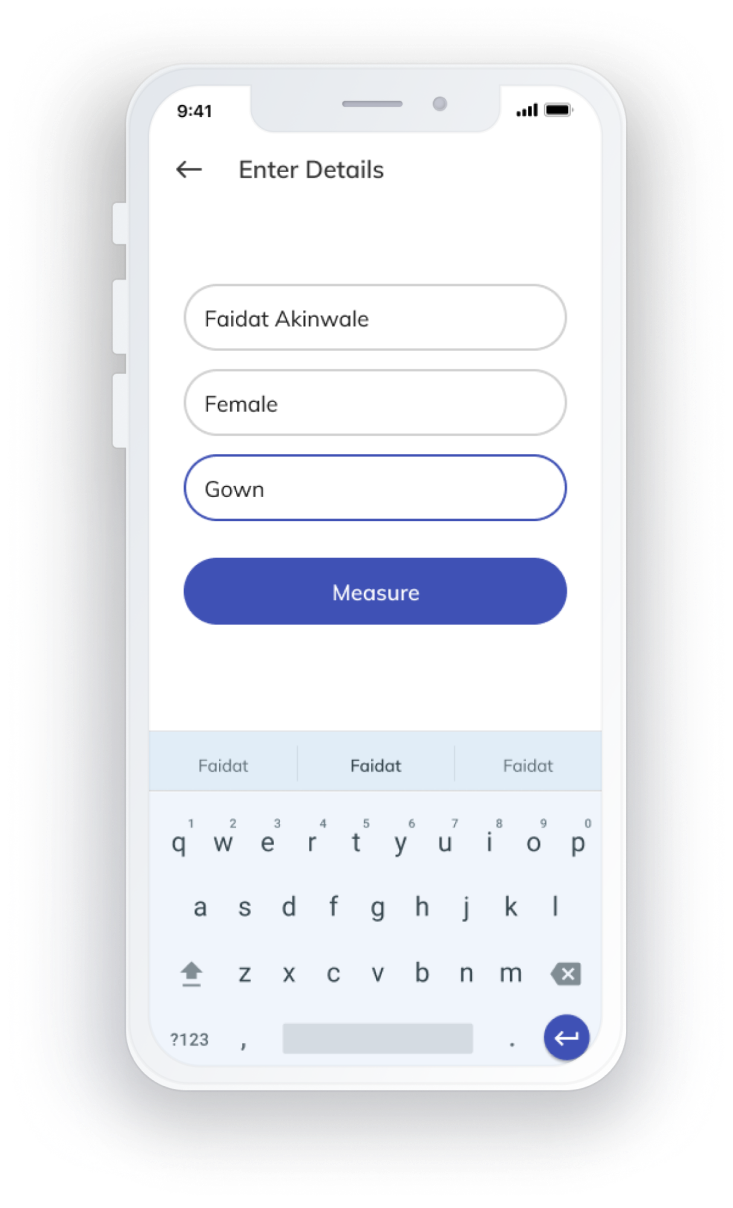 9:41
Enter Details
Faidat Akinwale
Female
Gown
Measure
Faidat Faidat Faidat
1 2 3 4 5 6 7 8 9 0
q w e r t y u i o p
a s d f g h j k l
z x c v b n m
?123 , .